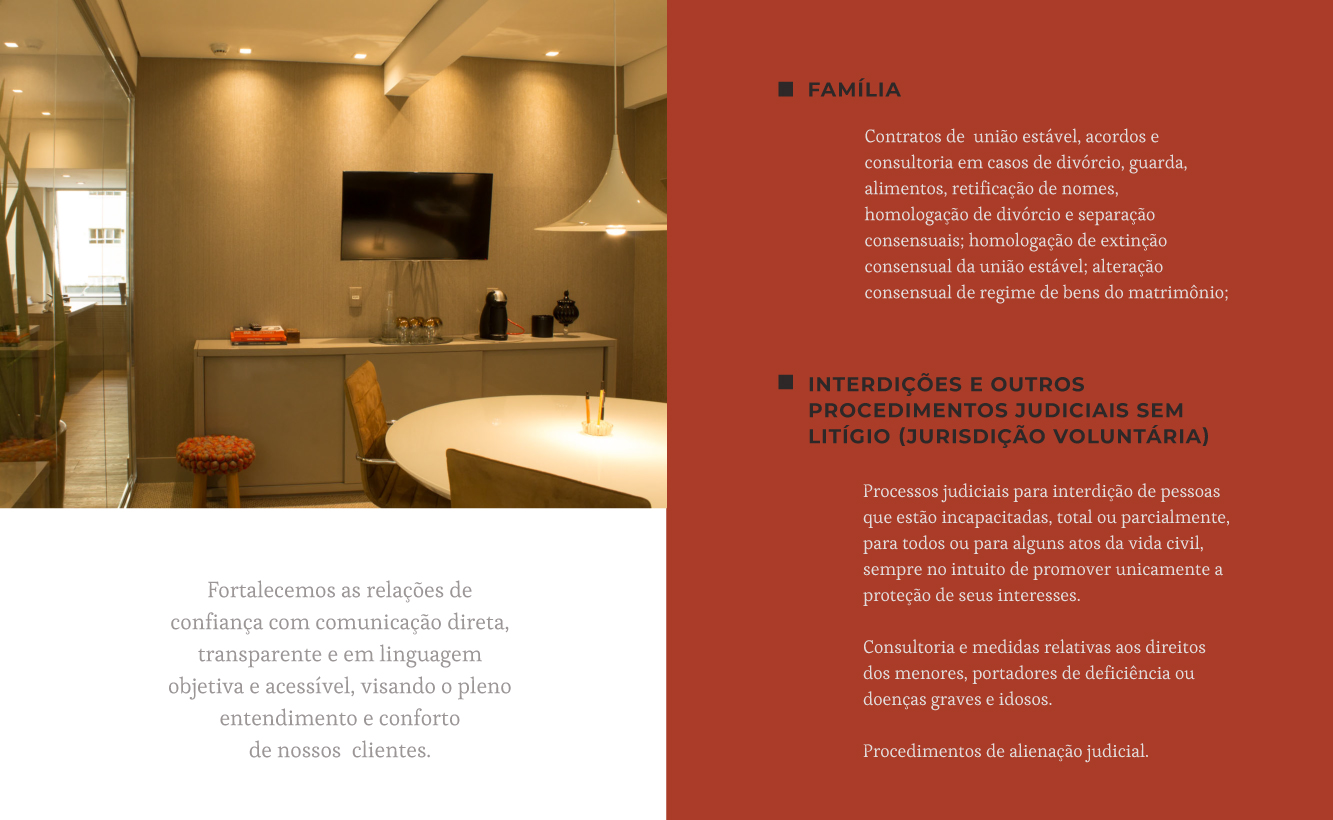 Fortalecemos as relações de
confiança com comunicação direta,
transparente e em linguagem
objetiva e acessível, visando o pleno
entendimento e conforto
de nossos  clientes.
FAMÍLIA
Contratos de  união estável, acordos e
consultoria em casos de divórcio, guarda,
alimentos, retificação de nomes,
homologação de divórcio e separação
consensuais; homologação de extinção
consensual da união estável; alteração
consensual de regime de bens do matrimônio;
INTERDIÇÕES E OUTROS
PROCEDIMENTOS JUDICIAIS SEM
LITÍGIO (JURISDIÇÃO VOLUNTÁRIA)
Processos judiciais para interdição de pessoas
que estão incapacitadas, total ou parcialmente,
para todos ou para alguns atos da vida civil,
sempre no intuito de promover unicamente a
proteção de seus interesses.
Consultoria e medidas relativas aos direitos
dos menores, portadores de deficiência ou
doenças graves e idosos.
Procedimentos de alienação judicial.